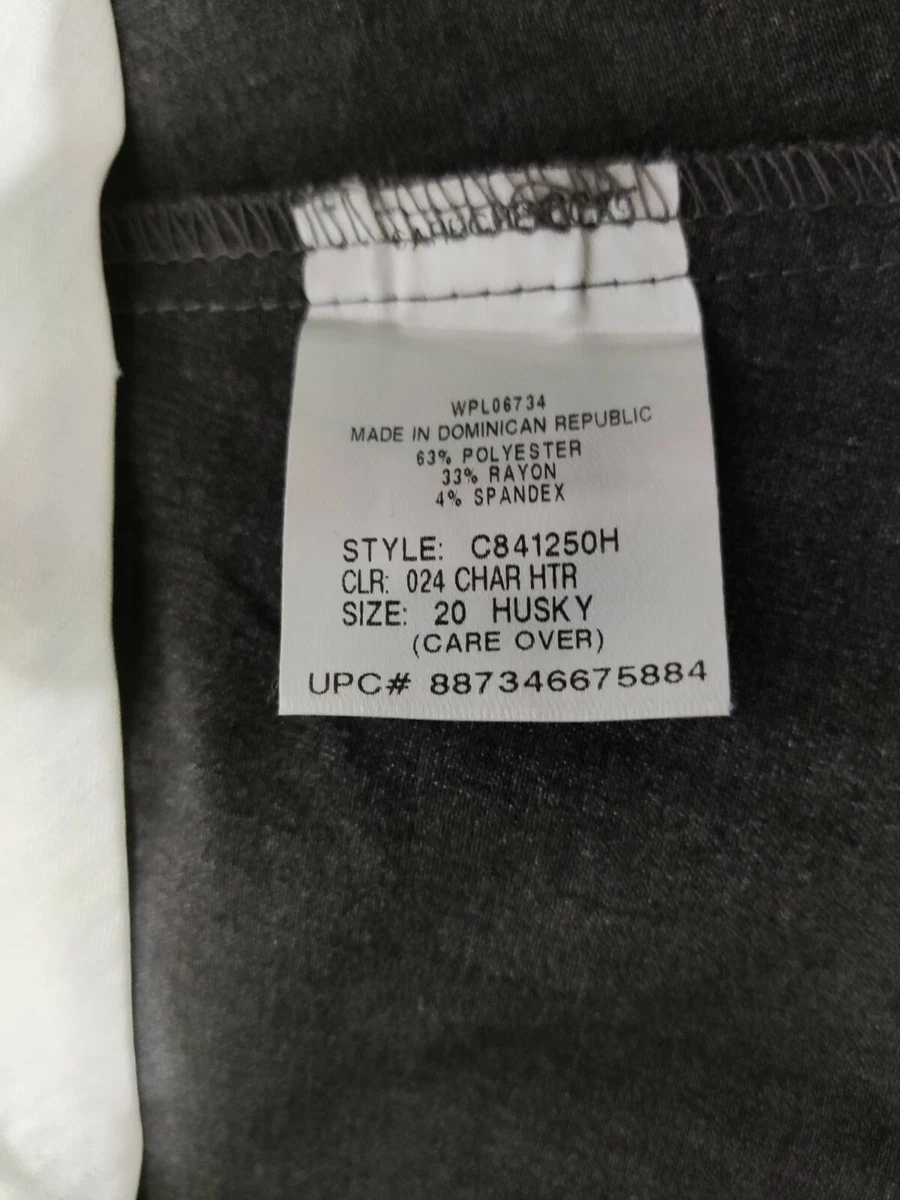 WPL06734
MADE IN DOMINICAN REPUBLIC
63% POLYESTER
33% RAYON
4% SPANDEX
STYLE: C841250H
CLR: 024 CHAR HTR
SIZE: 20 HUSKY
(CARE OVER)
UPC# 887346675884